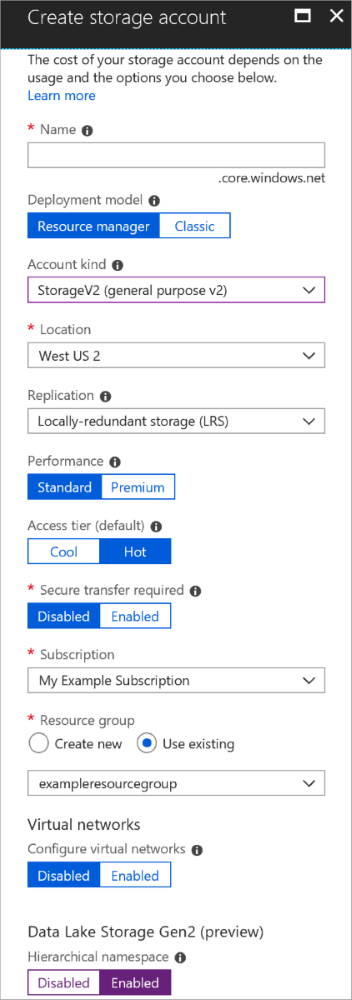 Create storage account
The cost of your storage account depends on the
usage and the options you choose below.
Learn more
* Name
.core.windows.net
Deployment model
Resource manager Classic
Account kind
StorageV2 (general purpose v2)
* Location
West US 2
Replication
Locally-redundant storage (LRS)
Performance
Standard Premium
Access tier (default)
Cool Hot
* Secure transfer required
Disabled Enabled
* Subscription
My Example Subscription
* Resource group
Create new Use existing
exampleresourcegroup
Virtual networks
Configure virtual networks
Disabled Enabled
Data Lake Storage Gen2 (preview)
Hierarchical namespace
Disabled Enabled